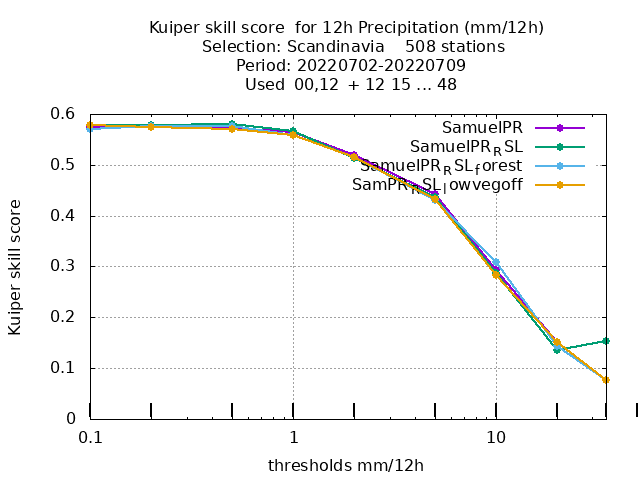 Kuiper skill score for 12h Precipitation (mm/12h)
Selection: Scandinavia 508 stations
Period: 20220702-20220709
Used 00,12 + 12 15 ... 48
SamuelPR
SamuelPR_RSL
SamuelPR_RSL_forest
SamPR_RSL_lowvegoff
Kuiper skill score
0.6
0.5
0.4
0.3
0.2
0.1
0
0.1 1 10
thresholds mm/12h